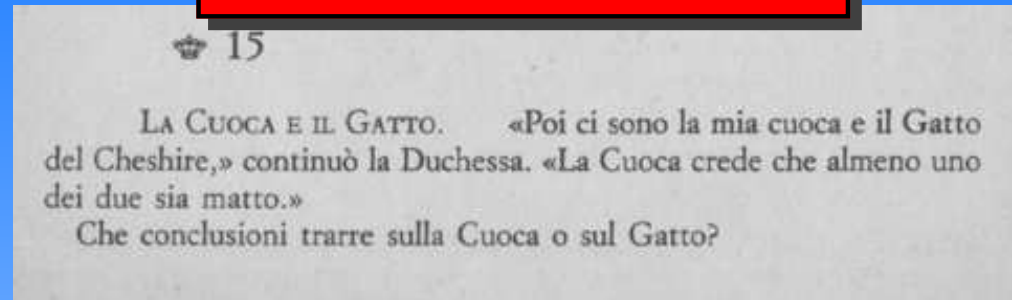 15
LA CUOCA E IL GATTO. «Poi ci sono la mia cuoca e il Gatto
del Cheshire,» continuò la Duchessa. «La Cuoca crede che almeno uno
dei due sia matto.»
Che conclusioni trarre sulla Cuoca o sul Gatto?